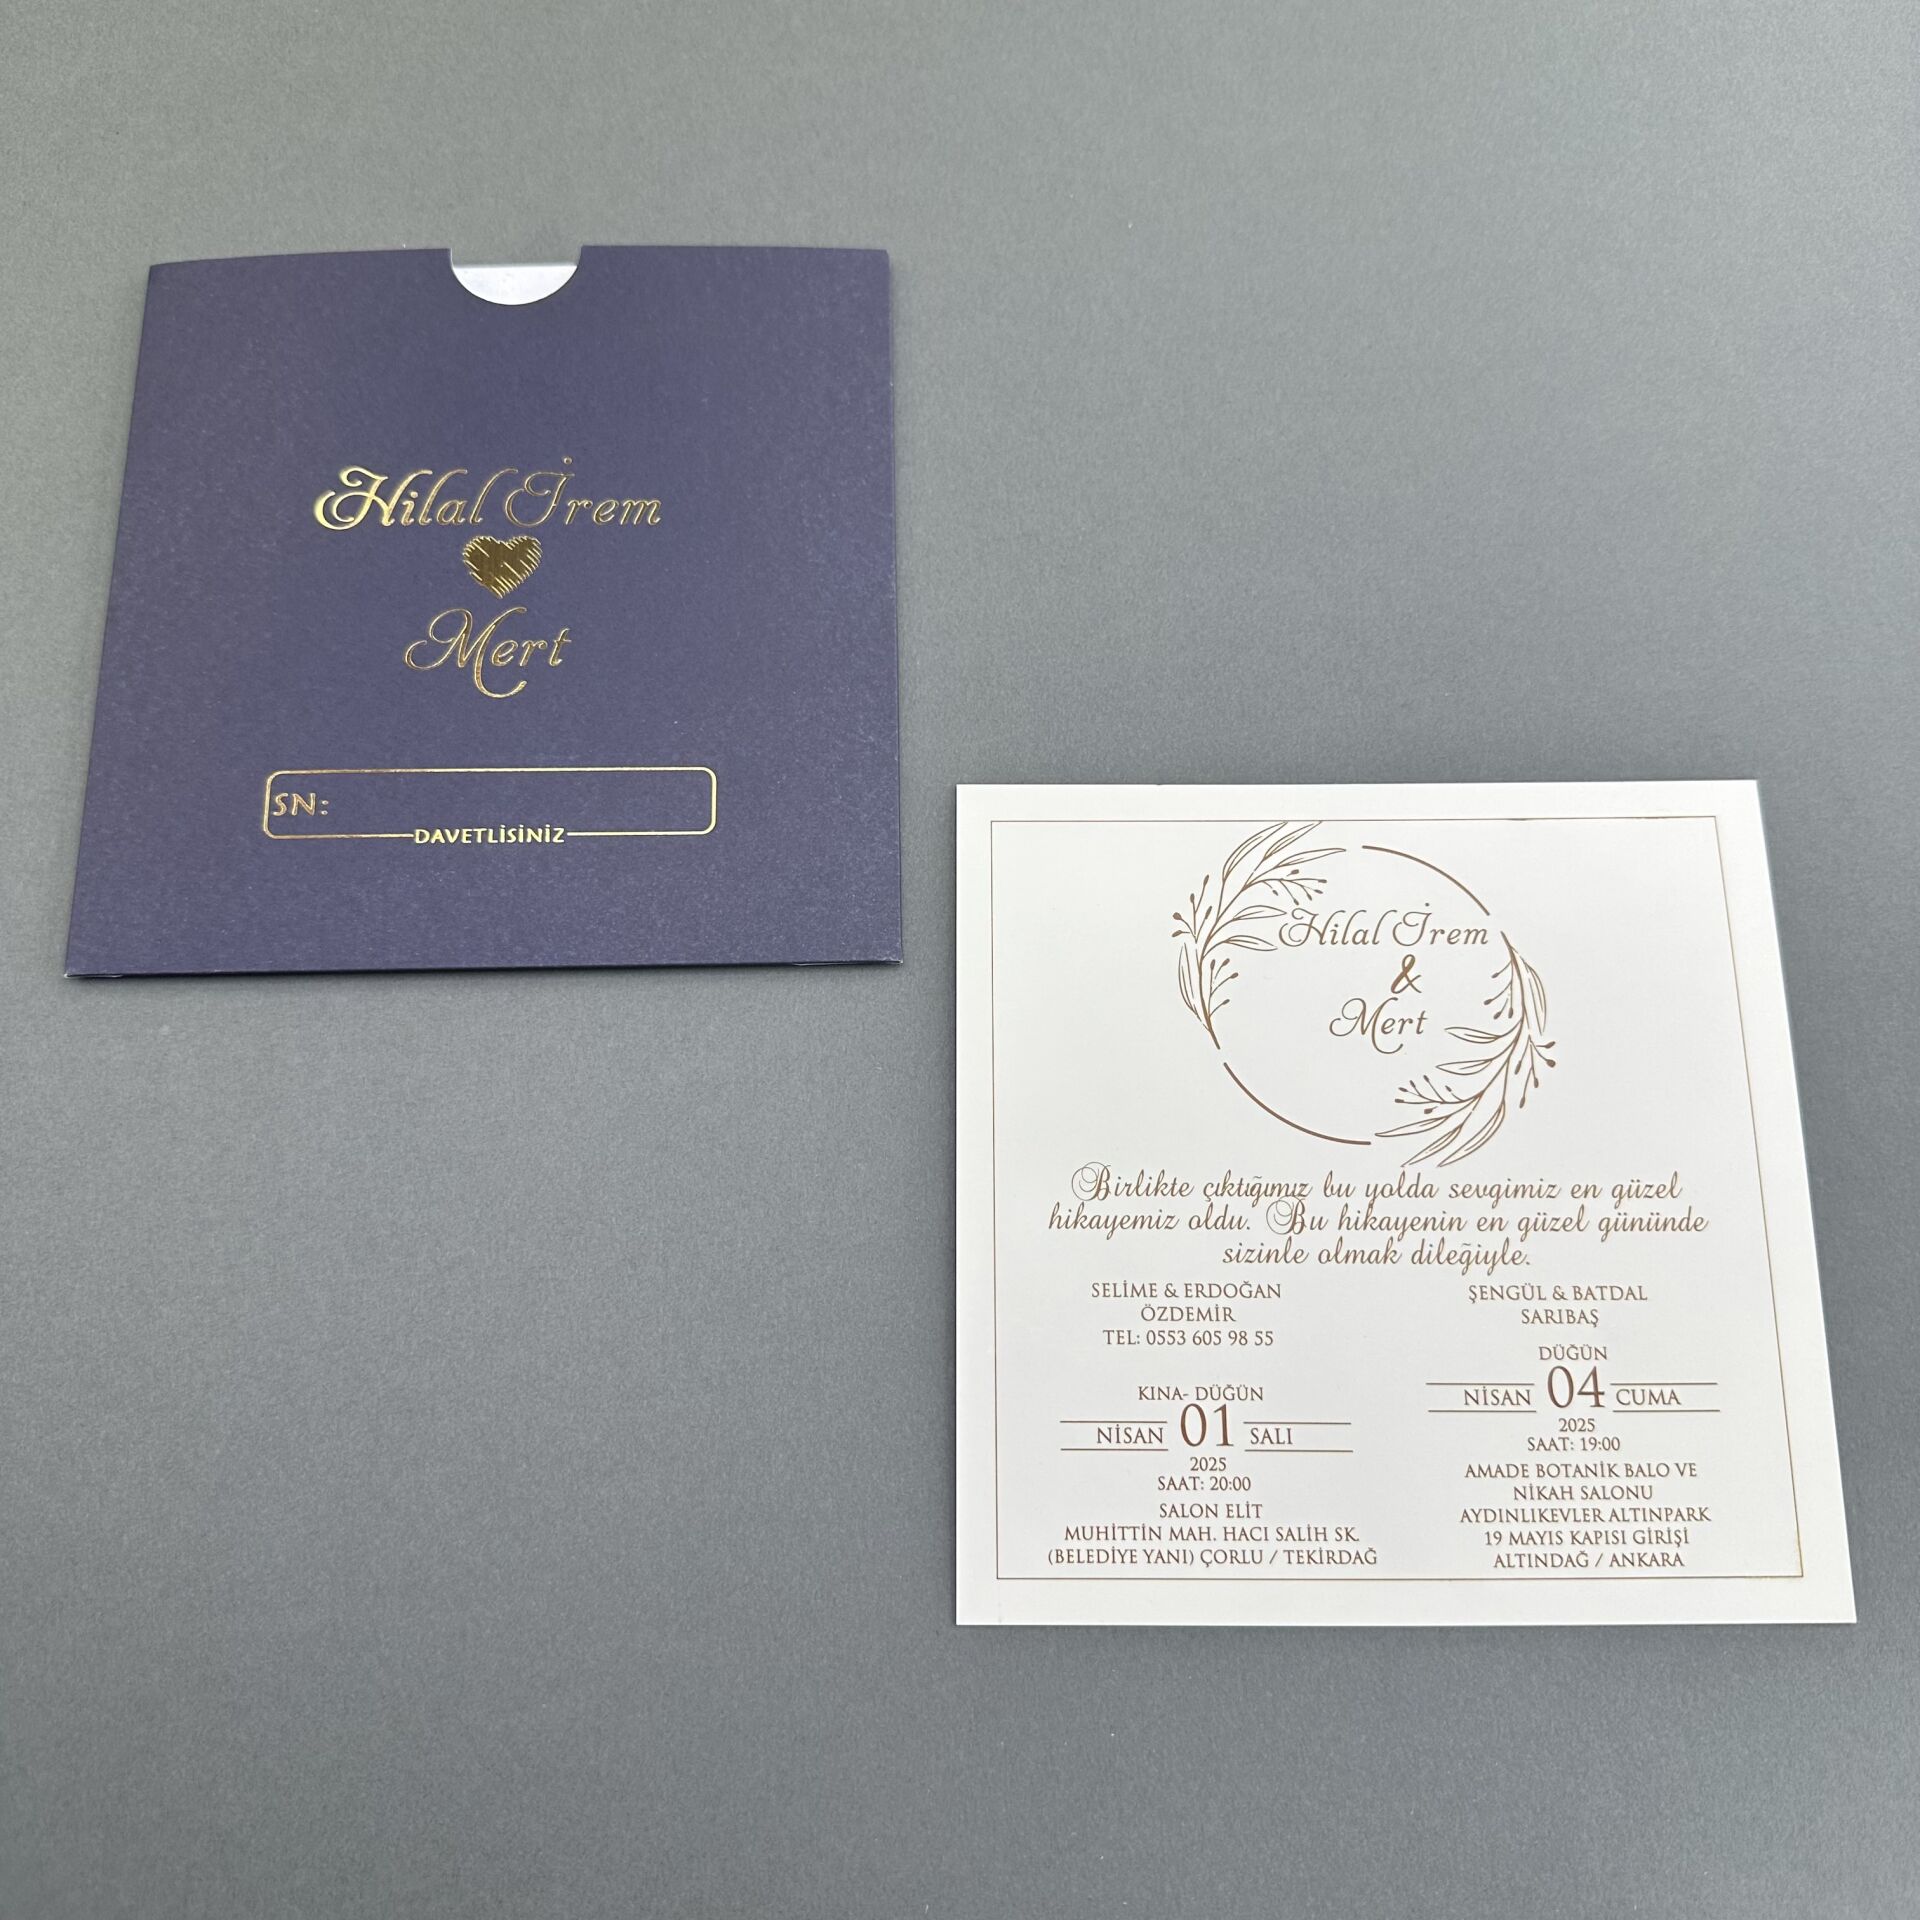 Hilal İrem
Mert
SN:
DAVETLİSİNİZ
Hilal İrem
&
Mert
Birlikte çıktığımız bu yolda sevgimiz en güzel
hikayemiz oldu. Bu hikayenin en güzel gününde
sizinle olmak dileğiyle.
SELİME & ERDOĞAN
ÖZDEMİR
TEL: 0553 605 98 55
KINA- DÜĞÜN
NİSAN 01 SALI
2025
SAAT: 20:00
SALON ELİT
MUHİTTİN MAH. HACI SALİH SK.
(BELEDİYE YANI) ÇORLU / TEKİRDAĞ
ŞENGÜL & BATDAL
SARIBAŞ
DÜĞÜN
NİSAN 04 CUMA
2025
SAAT: 19:00
AMADE BOTANİK BALO VE
NİKAH SALONU
AYDINLIKEVLER ALTINPARK
19 MAYIS KAPISI GİRİŞİ
ALTINDAĞ / ANKARA